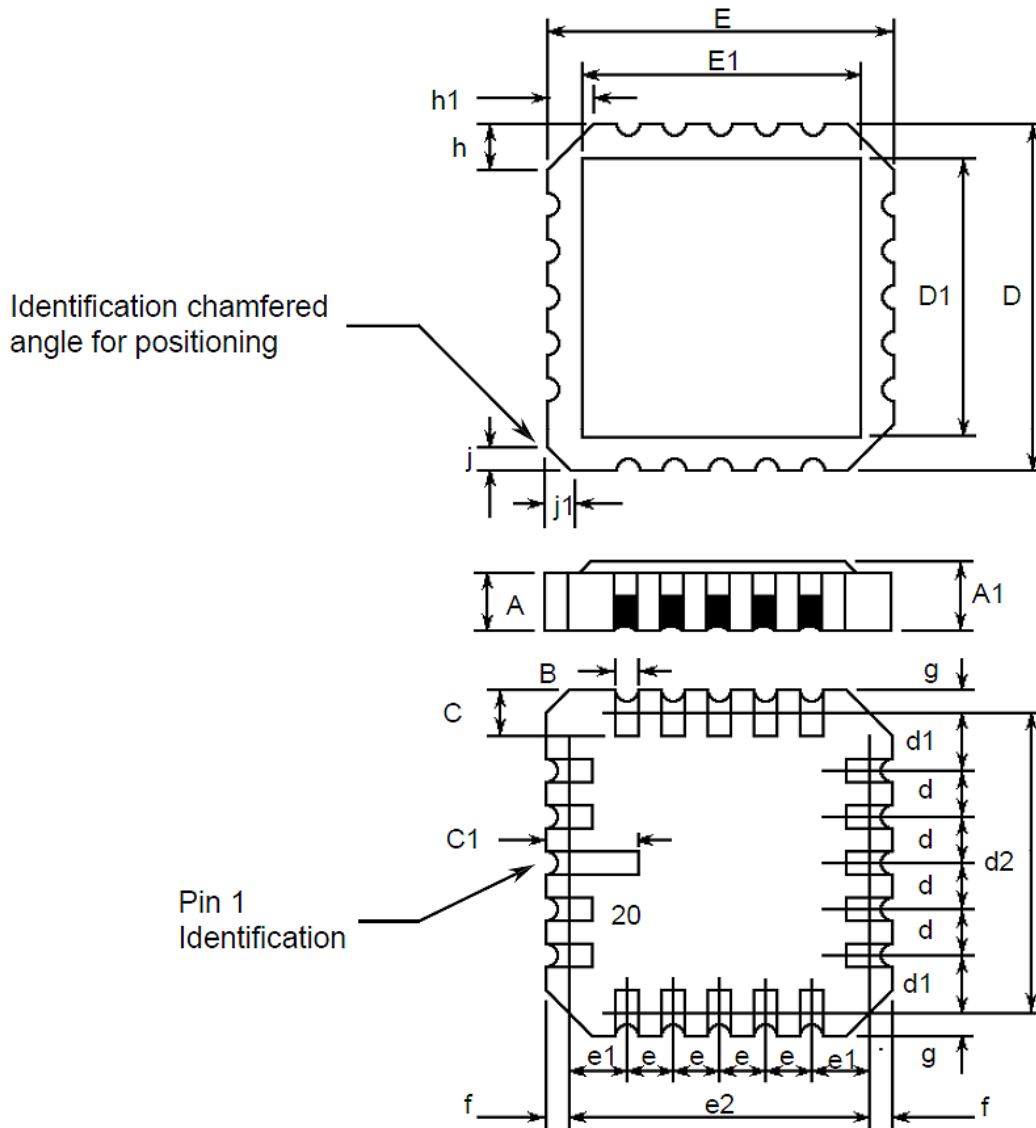 E
E1
h1
h
D1
D
Identification chamfered
angle for positioning
j
j1
A
A1
B
g
C
d1
d
C1
d
d2
Pin 1
Identification
20
d
d
d1
e1
e
e
e
e
e1
g
f
e2
f